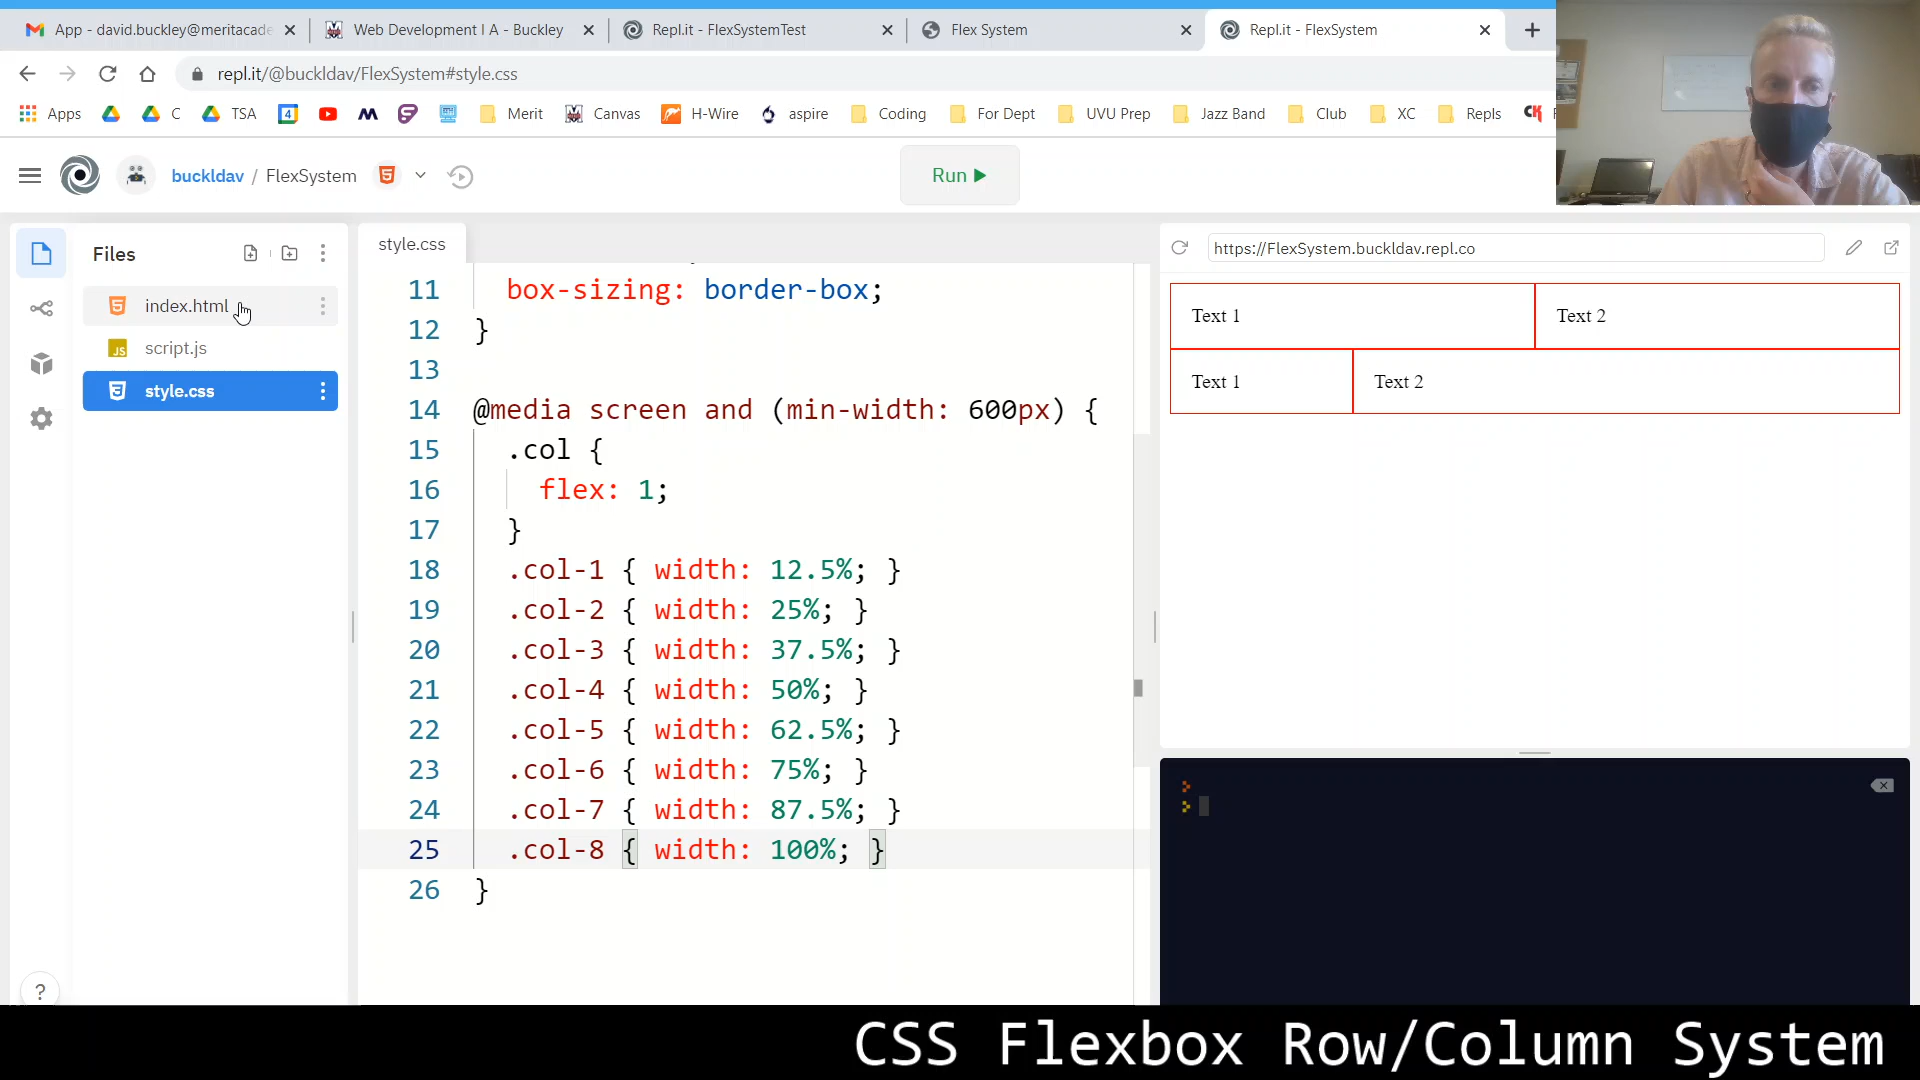 App - david.buckley@meritacade
Web Development I A - Buckley
Repl.it - FlexSystemTest
Flex System
Repl.it - FlexSystem
repl.it/@buckldav/FlexSystem#style.css
Apps
C
TSA
4
Merit
Canvas
H-Wire
aspire
Coding
For Dept
UVU Prep
Jazz Band
Club
XC
Repls
buckldav / FlexSystem
Run
Files
index.html
script.js
style.css
style.css
11 box-sizing: border-box;
12 }
13
14 @media screen and (min-width: 600px) {
15 .col {
16 flex: 1;
17 }
18 .col-1 { width: 12.5%; }
19 .col-2 { width: 25%; }
20 .col-3 { width: 37.5%; }
21 .col-4 { width: 50%; }
22 .col-5 { width: 62.5%; }
23 .col-6 { width: 75%; }
24 .col-7 { width: 87.5%; }
25 .col-8 { width: 100%; }
26 }
https://FlexSystem.buckldav.repl.co
Text 1 Text 2
Text 1 Text 2
?
CSS Flexbox Row/Column System